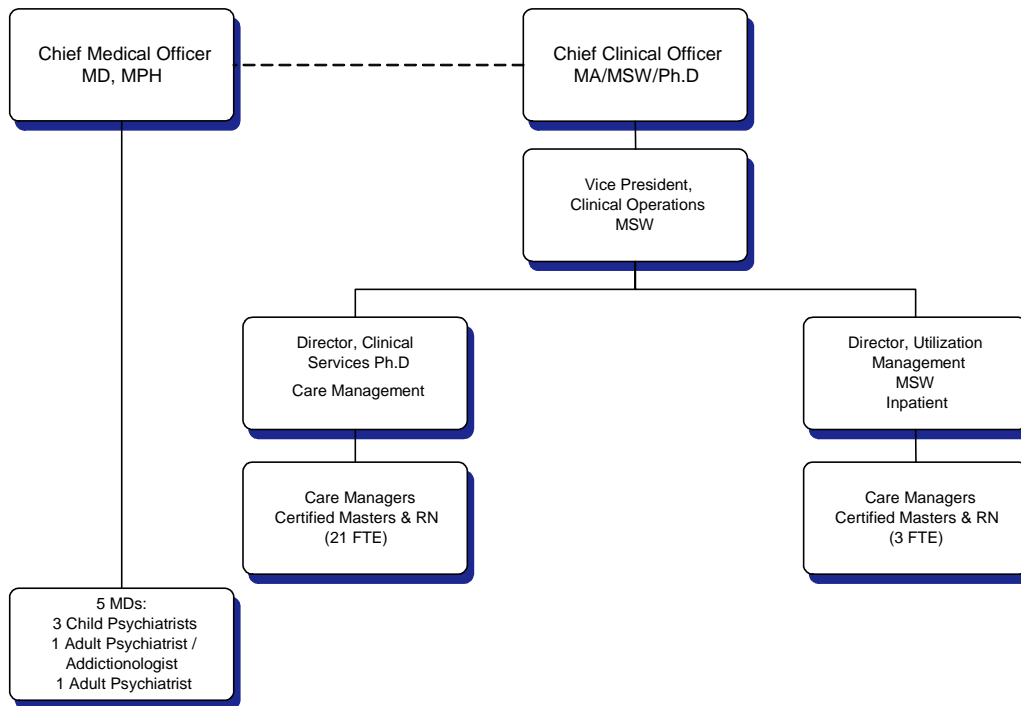 Chief Medical Officer
MD, MPH
Chief Clinical Officer
MA/MSW/Ph.D
Vice President,
Clinical Operations
MSW
Director, Clinical
Services Ph.D
Care Management
Director, Utilization
Management
MSW
Inpatient
Care Managers
Certified Masters & RN
(21 FTE)
Care Managers
Certified Masters & RN
(3 FTE)
5 MDs:
3 Child Psychiatrists
1 Adult Psychiatrist /
Addictionologist
1 Adult Psychiatrist